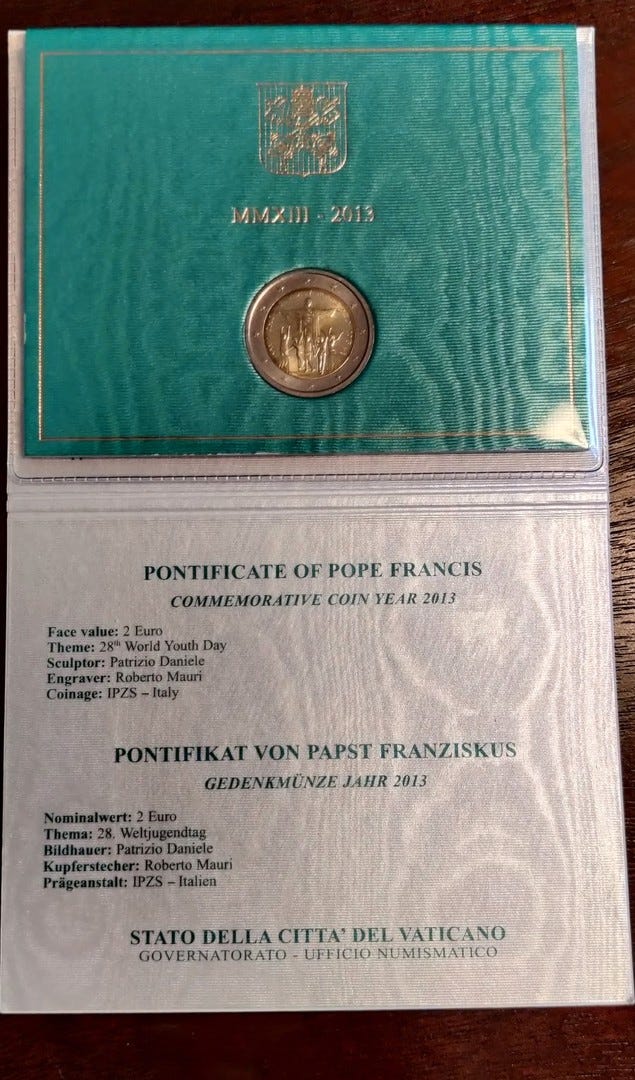 MMXIII - 2013
PONTIFICATE OF POPE FRANCIS
COMMEMORATIVE COIN YEAR 2013
Face value: 2 Euro
Theme: 28th World Youth Day
Sculptor: Patrizio Daniele
Engraver: Roberto Mauri
Coinage: IPZS – Italy
PONTIFIKAT VON PAPST FRANZISKUS
GEDENKMÜNZE JAHR 2013
Nominalwert: 2 Euro
Thema: 28. Weltjugendtag
Bildhauer: Patrizio Daniele
Kupferstecher: Roberto Mauri
Prägeanstalt: IPZS – Italien
STATO DELLA CITTA' DEL VATICANO
GOVERNATORATO - UFFICIO NUMISMATICO